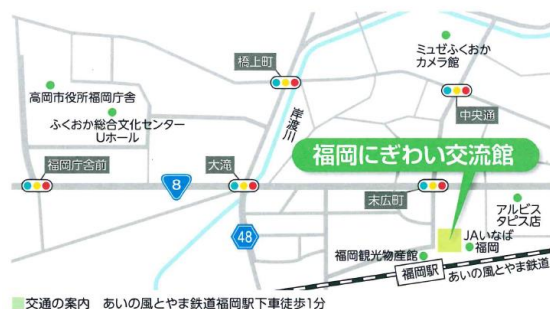 ミュゼふくおか
カメラ館
橋上町
高岡市役所福岡庁舎
岸渡川
中央通
ふくおか総合文化センター
Uホール
福岡にぎわい交流館
福岡庁舎前
大滝
8
末広町
アルビス
タピス店
48
JAいなば
福岡
福岡観光物産館
福岡駅
あいの風とやま鉄道
交通の案内 あいの風とやま鉄道福岡駅下車徒歩1分